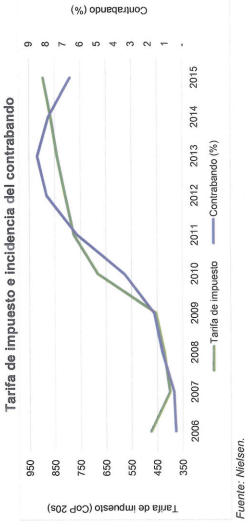 Tarifa de impuesto e incidencia del contrabando
Tarifa de impuesto (CoP 20s)
950
850
750
650
550
450
350
Contrabando (%)
9
8
7
6
5
4
3
2
1
-
2006 2007 2008 2009 2010 2011 2012 2013 2014 2015
Tarifa de impuesto Contrabando (%)
Fuente: Nielsen.